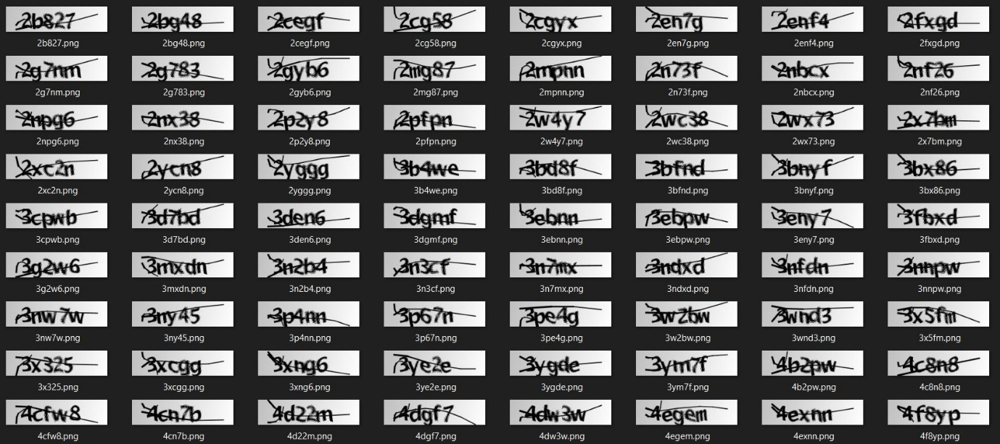 2b827 2bg48 2cegf 2cg58 2cgyx 2en7g 2enf4 2fxgd
2b827.png 2bg48.png 2cegf.png 2cg58.png 2cgyx.png 2en7g.png 2enf4.png 2fxgd.png
2g7nm 2g783 2gyb6 2mg87 2mpnn 2n73f 2nbcx 2nf26
2g7nm.png 2g783.png 2gyb6.png 2mg87.png 2mpnn.png 2n73f.png 2nbcx.png 2nf26.png
2npg6 2nx38 2p2y8 2pfpn 2w4y7 2wc38 2wx73 2x7bm
2npg6.png 2nx38.png 2p2y8.png 2pfpn.png 2w4y7.png 2wc38.png 2wx73.png 2x7bm.png
2xc2n 2ycn8 2yggg 3b4we 3bd8f 3bfnd 3bnyf 3bx86
2xc2n.png 2ycn8.png 2yggg.png 3b4we.png 3bd8f.png 3bfnd.png 3bnyf.png 3bx86.png
3cpwb 3d7bd 3den6 3dgmf 3ebnn 3ebpw 3eny7 3fbxd
3cpwb.png 3d7bd.png 3den6.png 3dgmf.png 3ebnn.png 3ebpw.png 3eny7.png 3fbxd.png
3g2w6 3mxdn 3n2b4 3n3cf 3n7mx 3ndxd 3nfdn 3nnpw
3g2w6.png 3mxdn.png 3n2b4.png 3n3cf.png 3n7mx.png 3ndxd.png 3nfdn.png 3nnpw.png
3nw7w 3ny45 3p4nn 3p67n 3pe4g 3w2bw 3wnd3 3x5fm
3nw7w.png 3ny45.png 3p4nn.png 3p67n.png 3pe4g.png 3w2bw.png 3wnd3.png 3x5fm.png
3x325 3xcgg 3xng6 3ye2e 3ygde 3ym7f 4b2pw 4c8n8
3x325.png 3xcgg.png 3xng6.png 3ye2e.png 3ygde.png 3ym7f.png 4b2pw.png 4c8n8.png
4cfw8 4cn7b 4d22m 4dgf7 4dw3w 4egem 4exnn 4f8yp
4cfw8.png 4cn7b.png 4d22m.png 4dgf7.png 4dw3w.png 4egem.png 4exnn.png 4f8yp.png